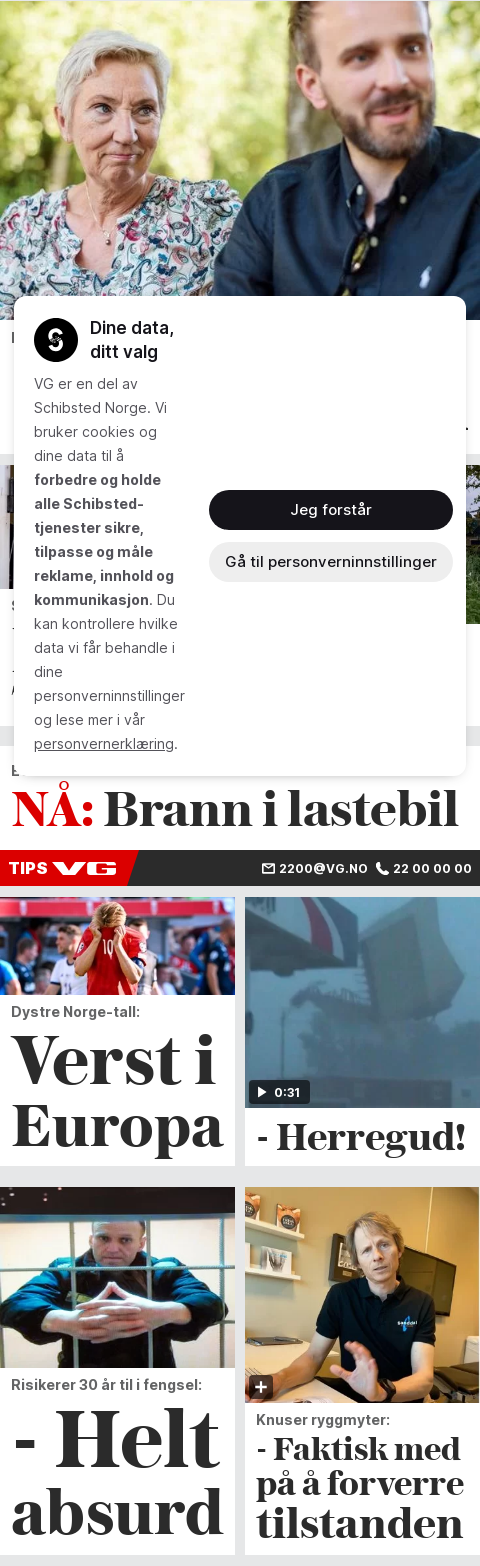 Dine data,
ditt valg
VG er en del av
Schibsted Norge. Vi
bruker cookies og
dine data til å
forbedre og holde
alle Schibsted-
tjenester sikre,
tilpasse og måle
reklame, innhold og
kommunikasjon. Du
kan kontrollere hvilke
data vi får behandle i
dine
personverninnstillinger
og lese mer i vår
personvernerklæring.
Jeg forstår
Gå til personverninnstillinger
NÅ: Brann i lastebil
TIPS VG
2200@VG.NO 22 00 00 00
10
Dystre Norge-tall:
Verst i
Europa
0:31
- Herregud!
Risikerer 30 år til i fengsel:
- Helt
absurd
Knuser ryggmyter:
- Faktisk med
på å forverre
tilstanden